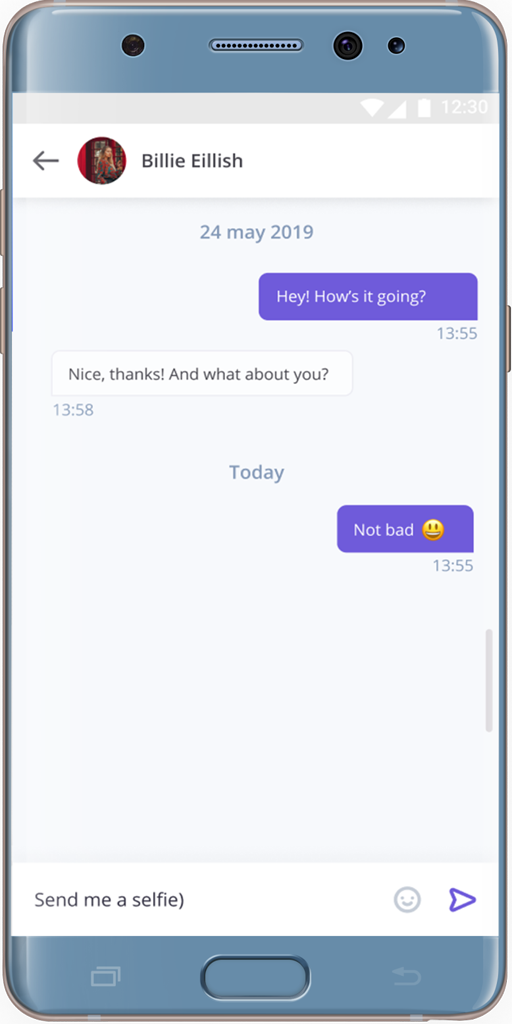 12:30
Billie Eillish
24 may 2019
Hey! How’s it going?
13:55
Nice, thanks! And what about you?
13:58
Today
Not bad 😃
13:55
Send me a selfie)